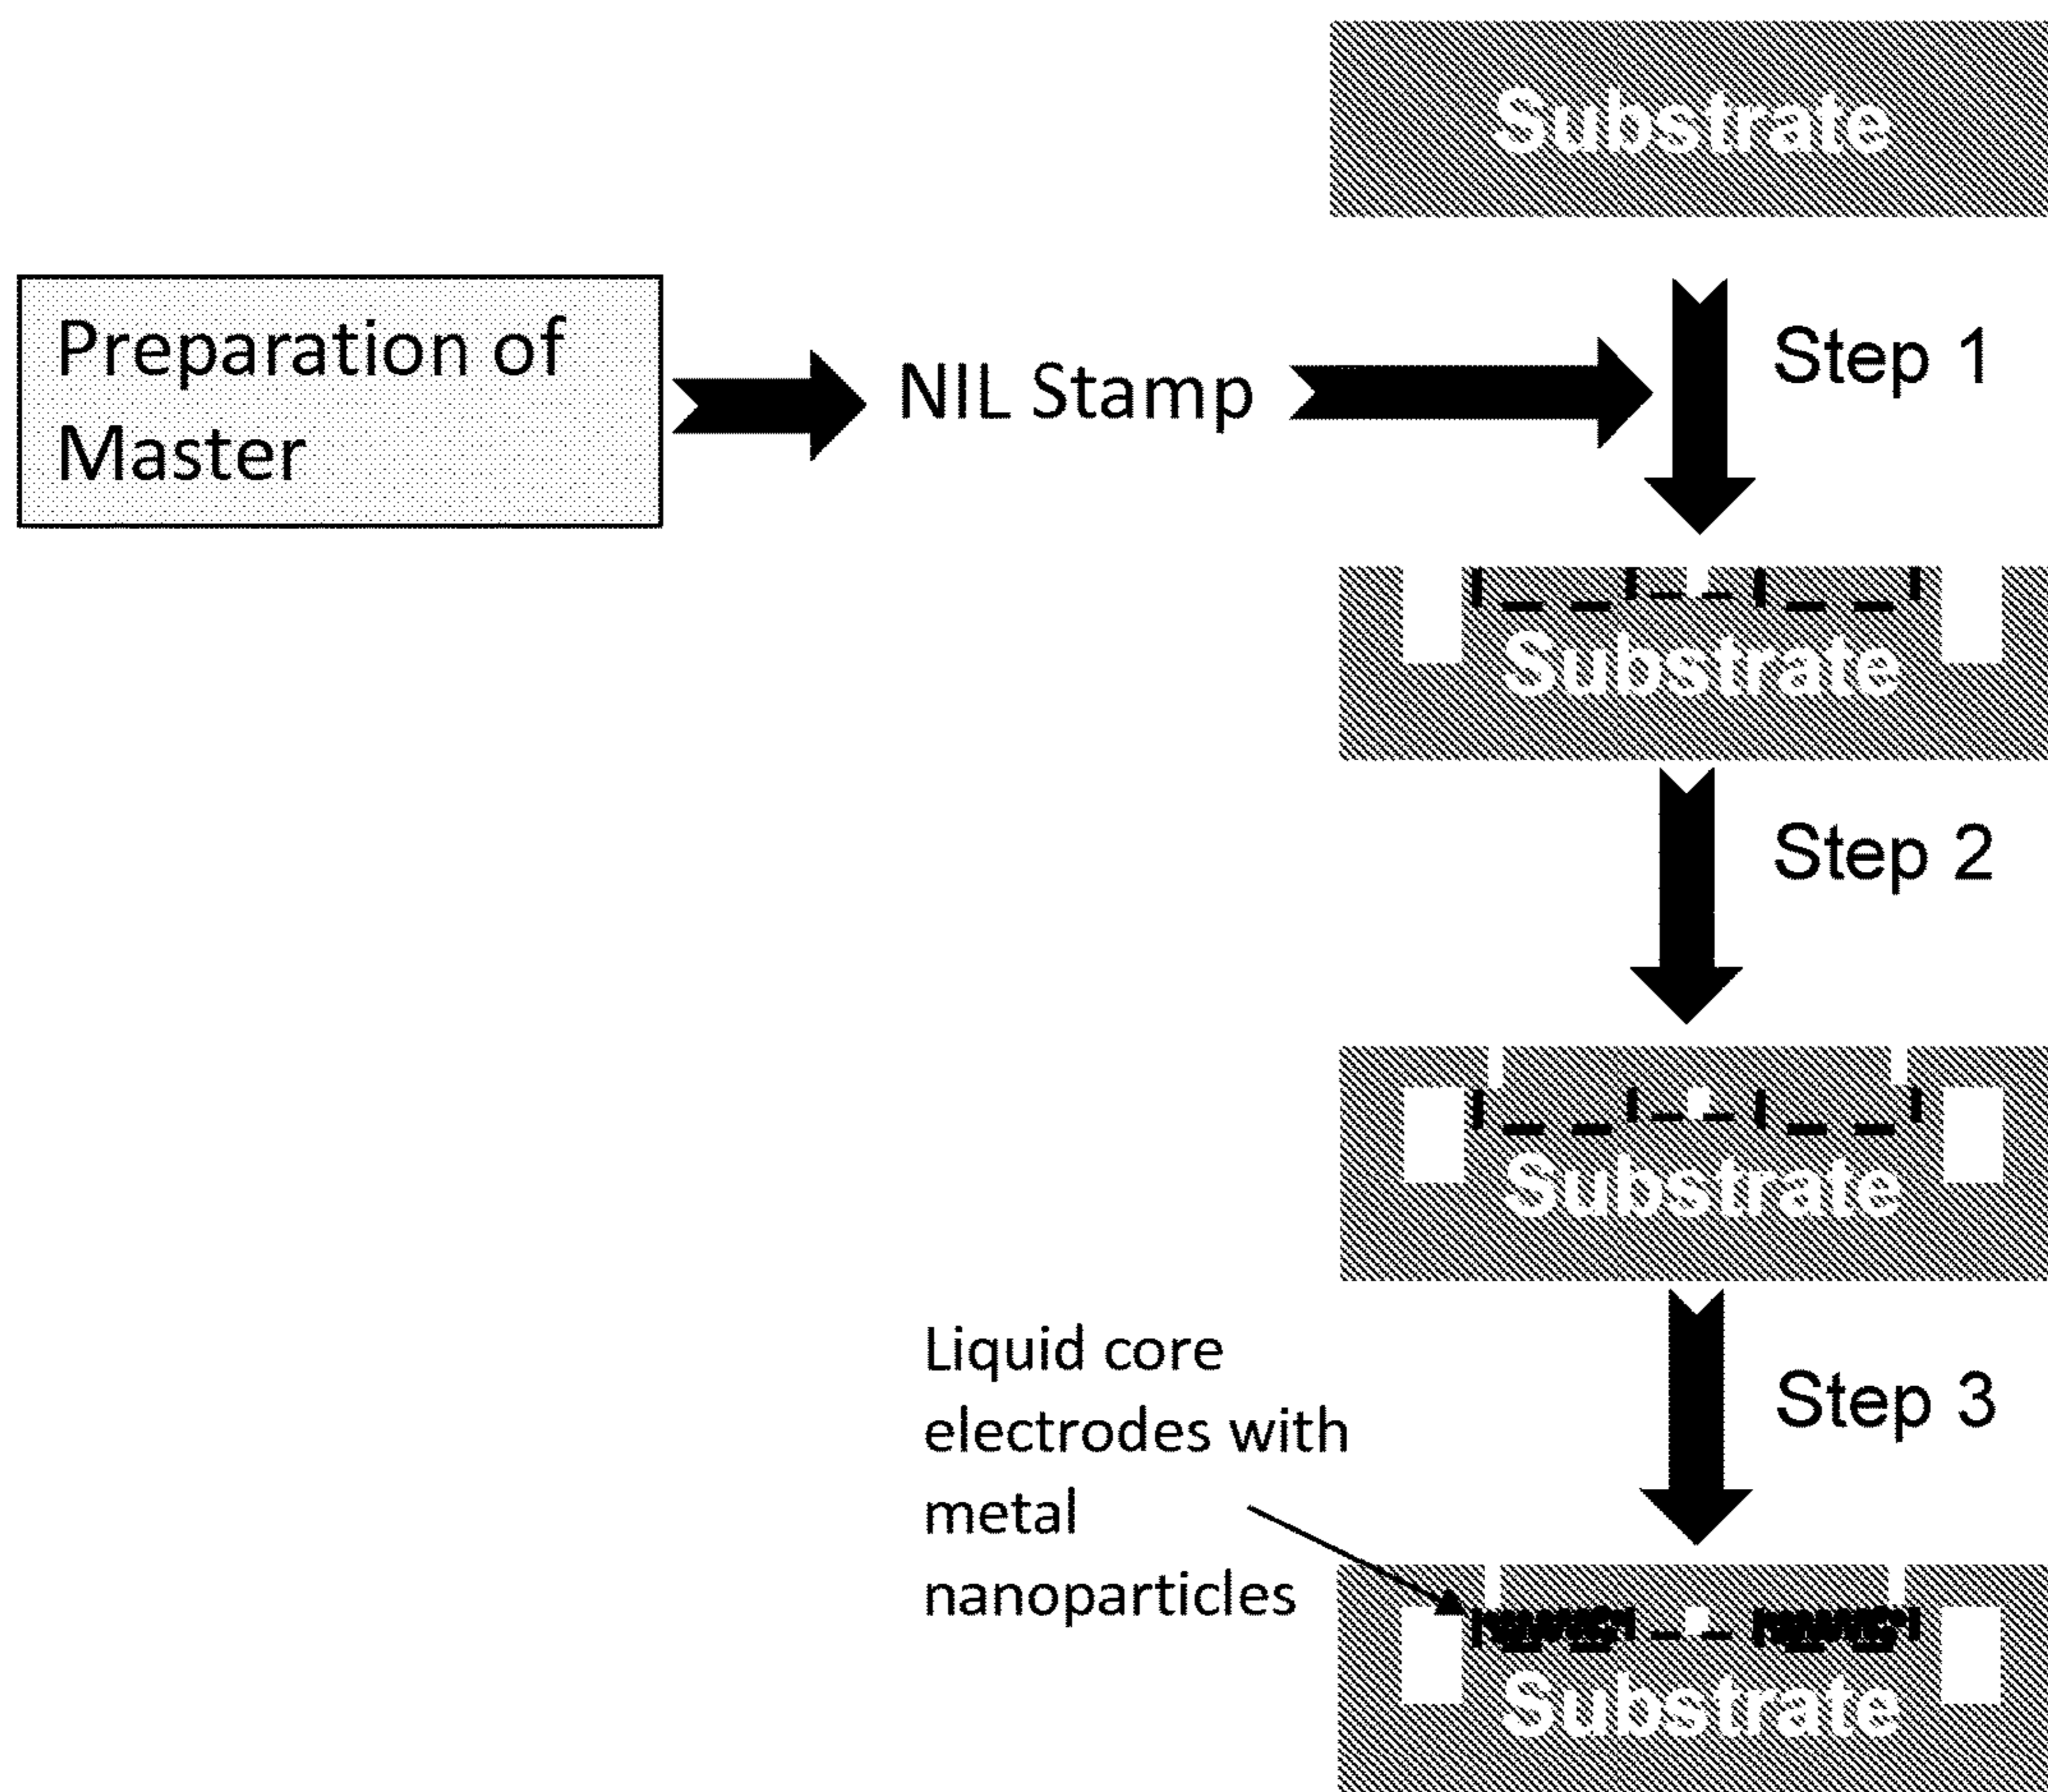 Substrate
Preparation of
Master
NIL Stamp
Step 1
Substrate
Step 2
Substrate
Liquid core
electrodes with
metal
nanoparticles
Step 3
Substrate